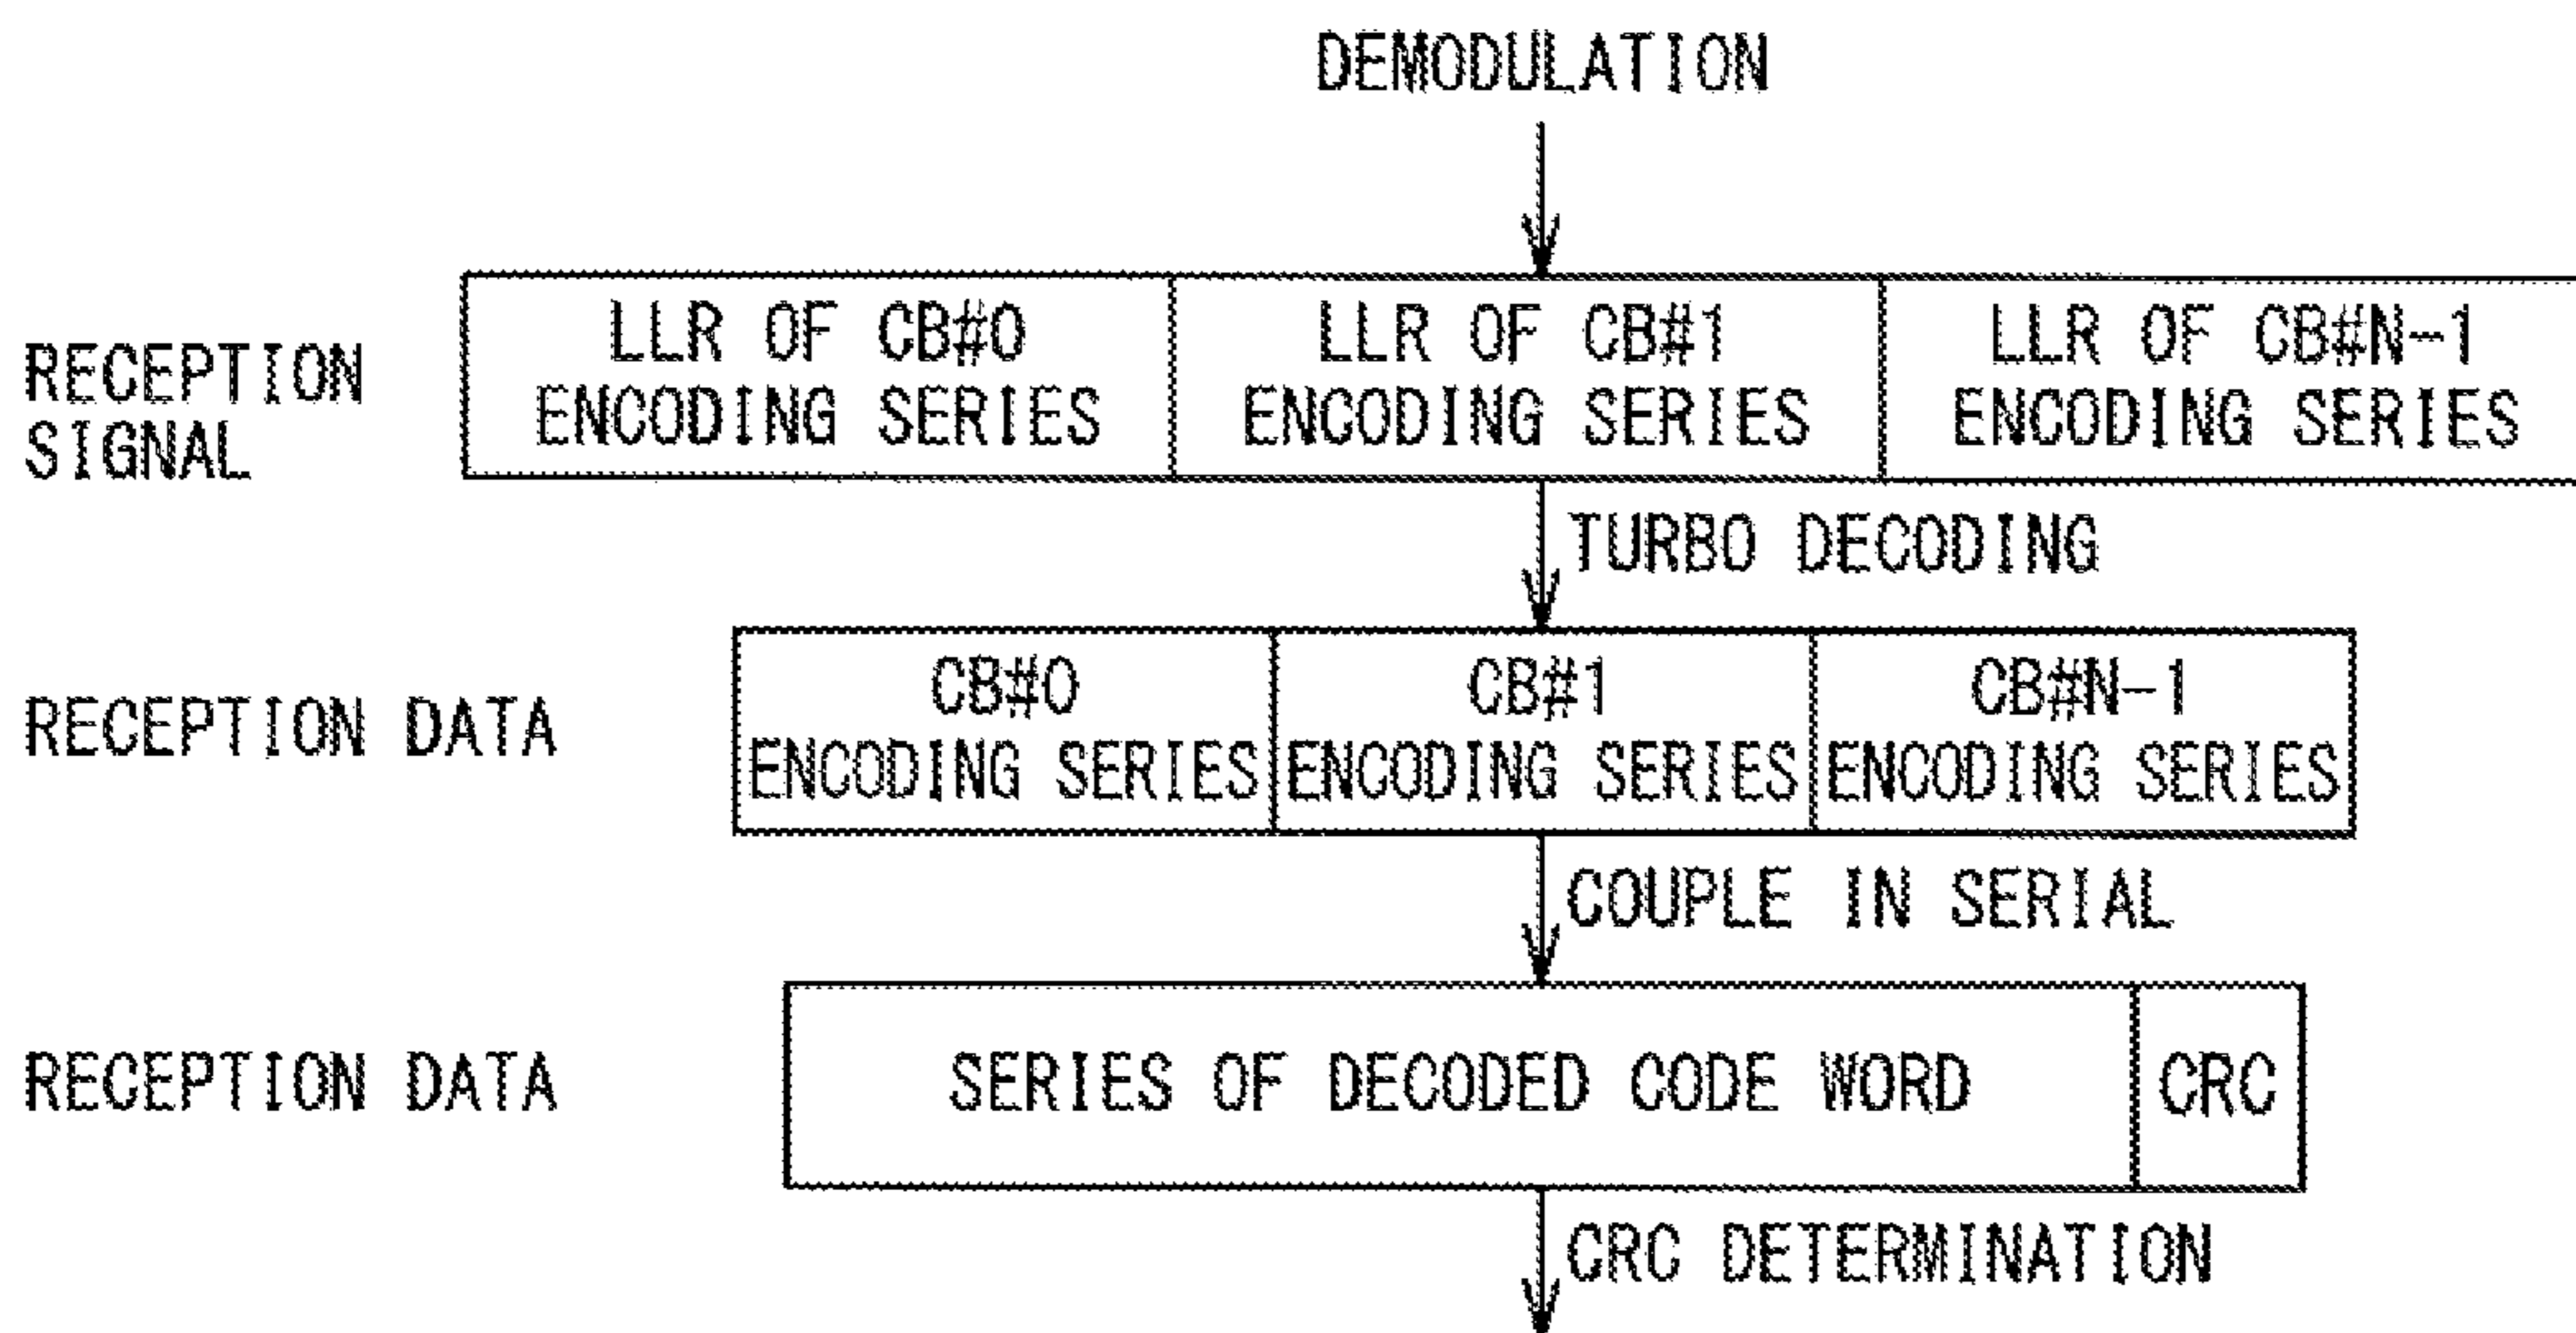 DEMODULATION
RECEPTION
SIGNAL
LLR OF CB#0
ENCODING SERIES
LLR OF CB#1
ENCODING SERIES
LLR OF CB#N-1
ENCODING SERIES
TURBO DECODING
RECEPTION DATA
CB#0
ENCODING SERIES
CB#1
ENCODING SERIES
CB#N-1
ENCODING SERIES
COUPLE IN SERIAL
RECEPTION DATA
SERIES OF DECODED CODE WORD
CRC
CRC DETERMINATION